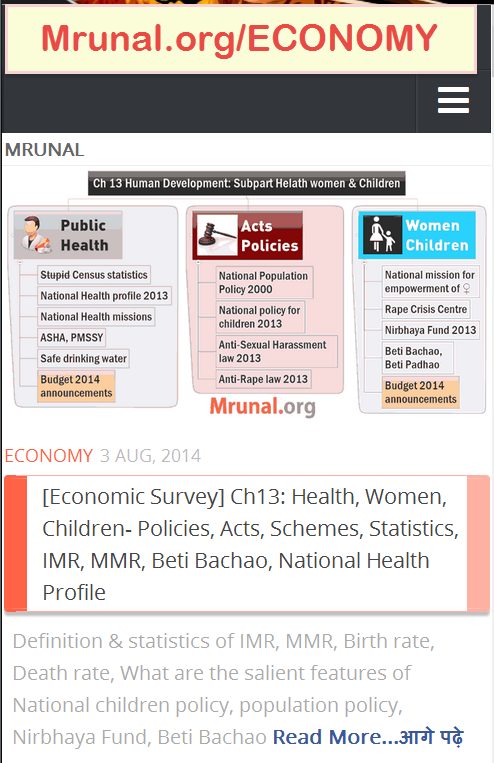 Mrunal.org/ECONOMY
MRUNAL
Ch 13 Human Development: Subpart Helath women & Children
Public
Health
Stupid Census statistics
National Health profile 2013
National Health missions
ASHA, PMSSY
Safe drinking water
Budget 2014
announcements
Acts
Policies
National Population
Policy 2000
National policy for
children 2013
Anti-Sexual Harassment
law 2013
Anti-Rape law 2013
Women
Children
National mission for
empowerment of ♀
Rape Crisis Centre
Nirbhaya Fund 2013
Beti Bachao,
Beti Padhao
Budget 2014
announcements
Mrunal.org
ECONOMY 3 AUG, 2014
[Economic Survey] Ch13: Health, Women,
Children- Policies, Acts, Schemes, Statistics,
IMR, MMR, Beti Bachao, National Health
Profile
Definition & statistics of IMR, MMR, Birth rate,
Death rate, What are the salient features of
National children policy, population policy,
Nirbhaya Fund, Beti Bachao Read More...आगे पढ़े